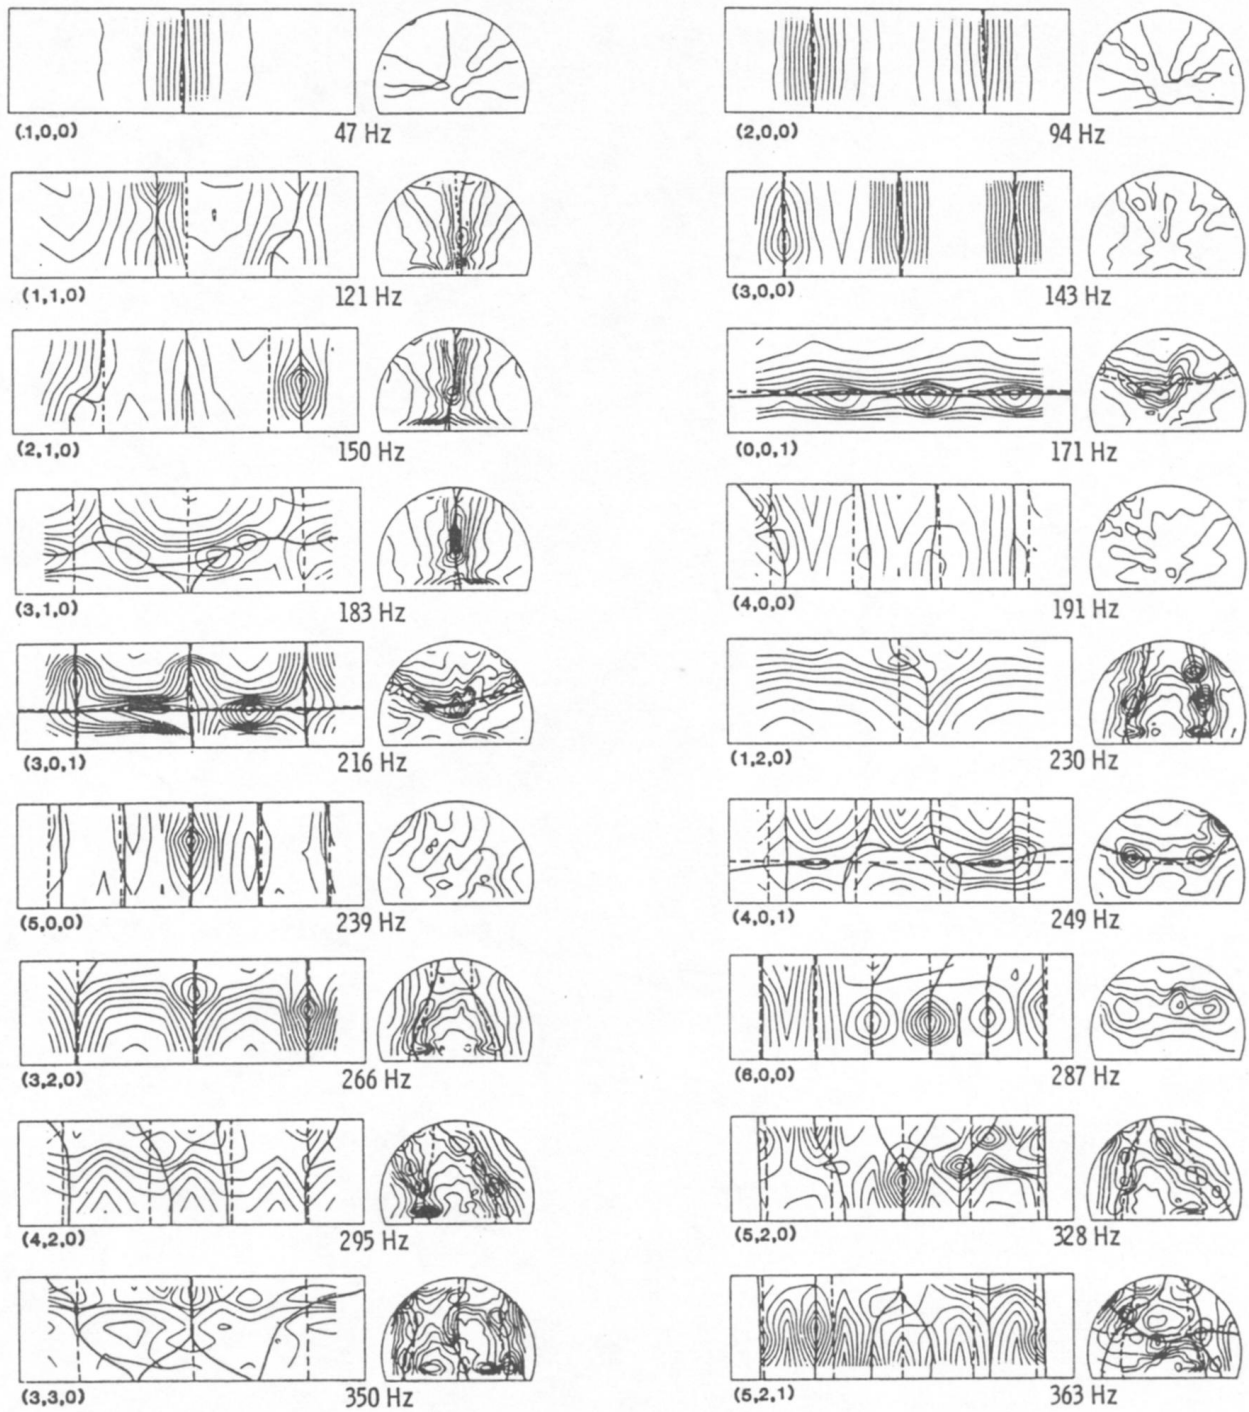 (1,0,0) 47 Hz
(2,0,0) 94 Hz
(1,1,0) 121 Hz
(3,0,0) 143 Hz
(2,1,0) 150 Hz
(0,0,1) 171 Hz
(3,1,0) 183 Hz
(4,0,0) 191 Hz
(3,0,1) 216 Hz
(1,2,0) 230 Hz
(5,0,0) 239 Hz
(4,0,1) 249 Hz
(3,2,0) 266 Hz
(6,0,0) 287 Hz
(4,2,0) 295 Hz
(5,2,0) 328 Hz
(3,3,0) 350 Hz
(5,2,1) 363 Hz